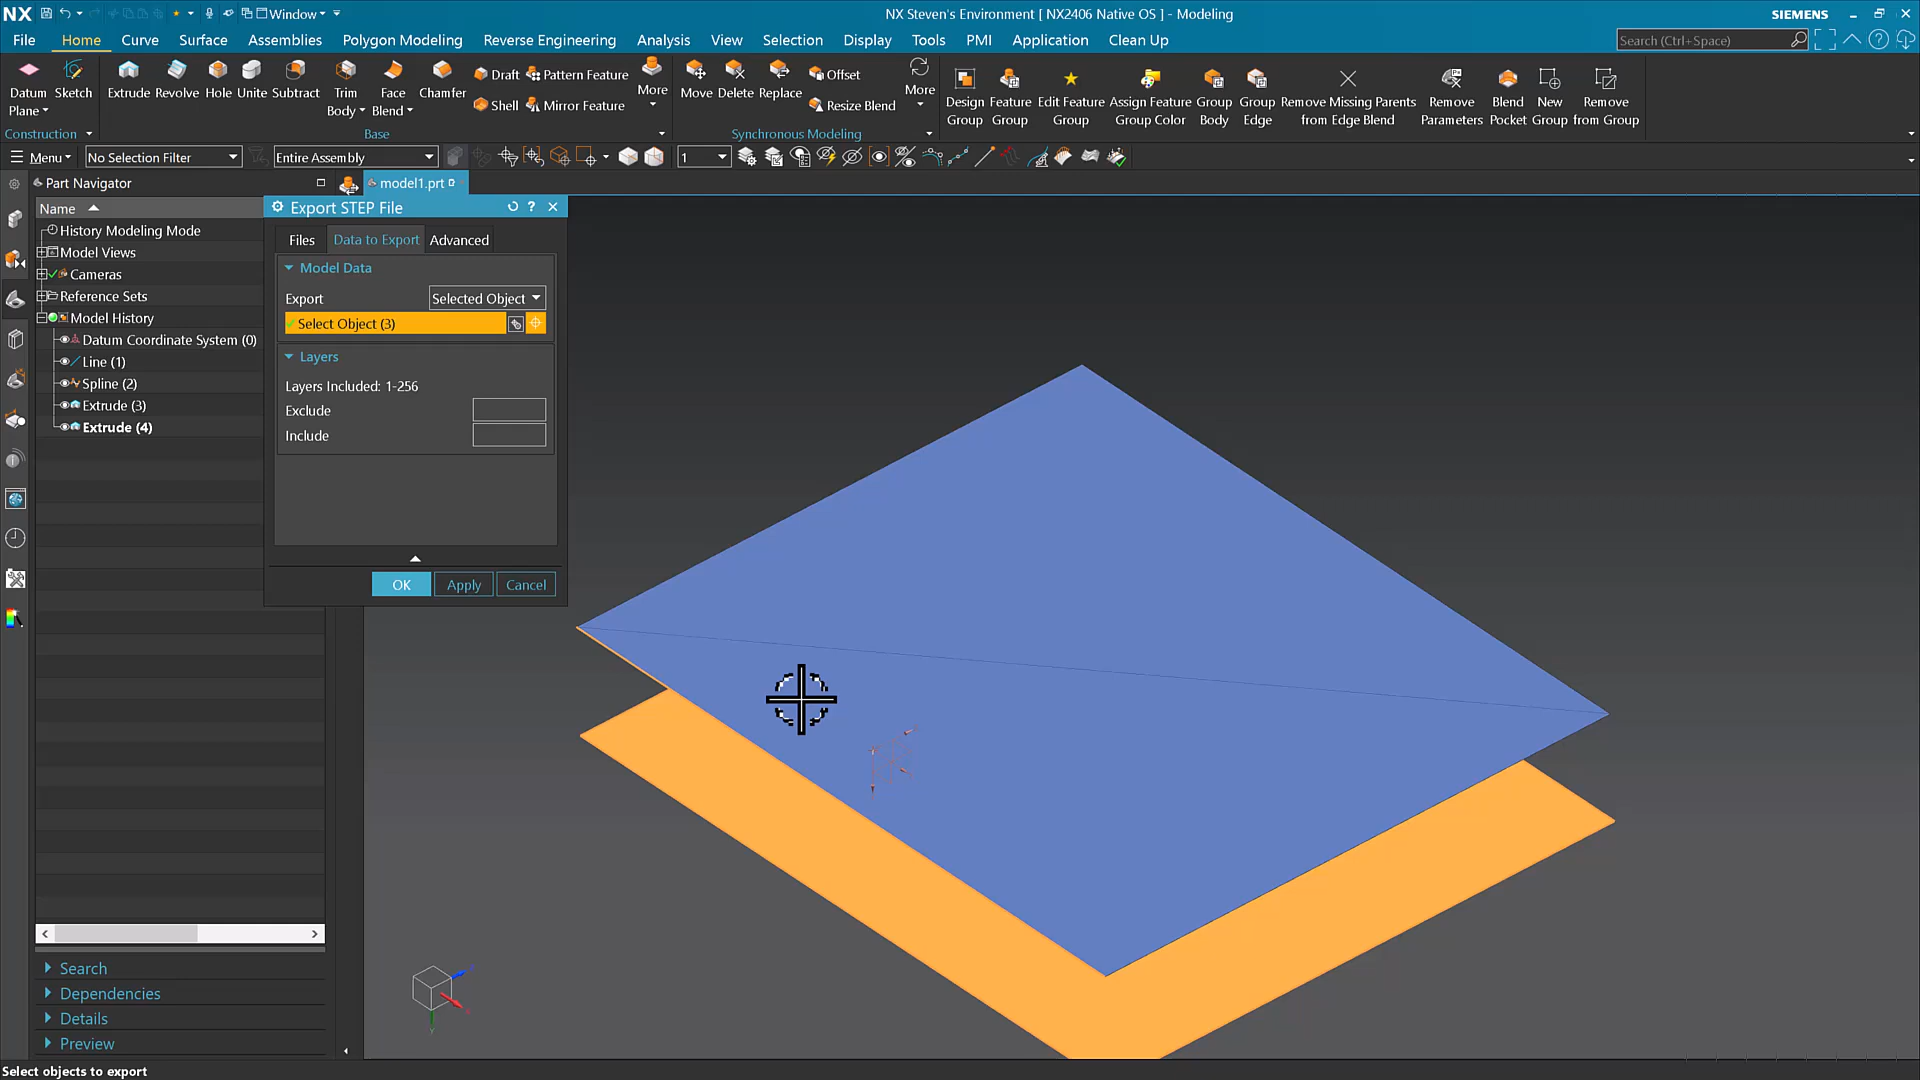 NX
Window
NX Steven's Environment [ NX2406 Native OS ] - Modeling
SIEMENS
File Home Curve Surface Assemblies Polygon Modeling Reverse Engineering Analysis View Selection Display Tools PMI Application Clean Up
Search (Ctrl+Space)
Datum Plane
Sketch
Extrude
Revolve
Hole
Unite
Subtract
Trim Body
Face Blend
Chamfer
Draft
Shell
Pattern Feature
Mirror Feature
More
Move
Delete
Replace
Offset
Resize Blend
More
Design Group
Feature Group
Edit Feature Group
Assign Feature Group Color
Group Body
Group Edge
Remove Missing Parents from Edge Blend
Remove Parameters
Blend Pocket
New Group
Remove from Group
Construction
Base
Synchronous Modeling
Menu
No Selection Filter
Entire Assembly
1
Part Navigator
model1.prt
Name
History Modeling Mode
Model Views
Cameras
Reference Sets
Model History
Datum Coordinate System (0)
Line (1)
Spline (2)
Extrude (3)
Extrude (4)
Export STEP File
?
Files Data to Export Advanced
Model Data
Export Selected Object
Select Object (3)
Layers
Layers Included: 1-256
Exclude
Include
OK Apply Cancel
Search
Dependencies
Details
Preview
Select objects to export